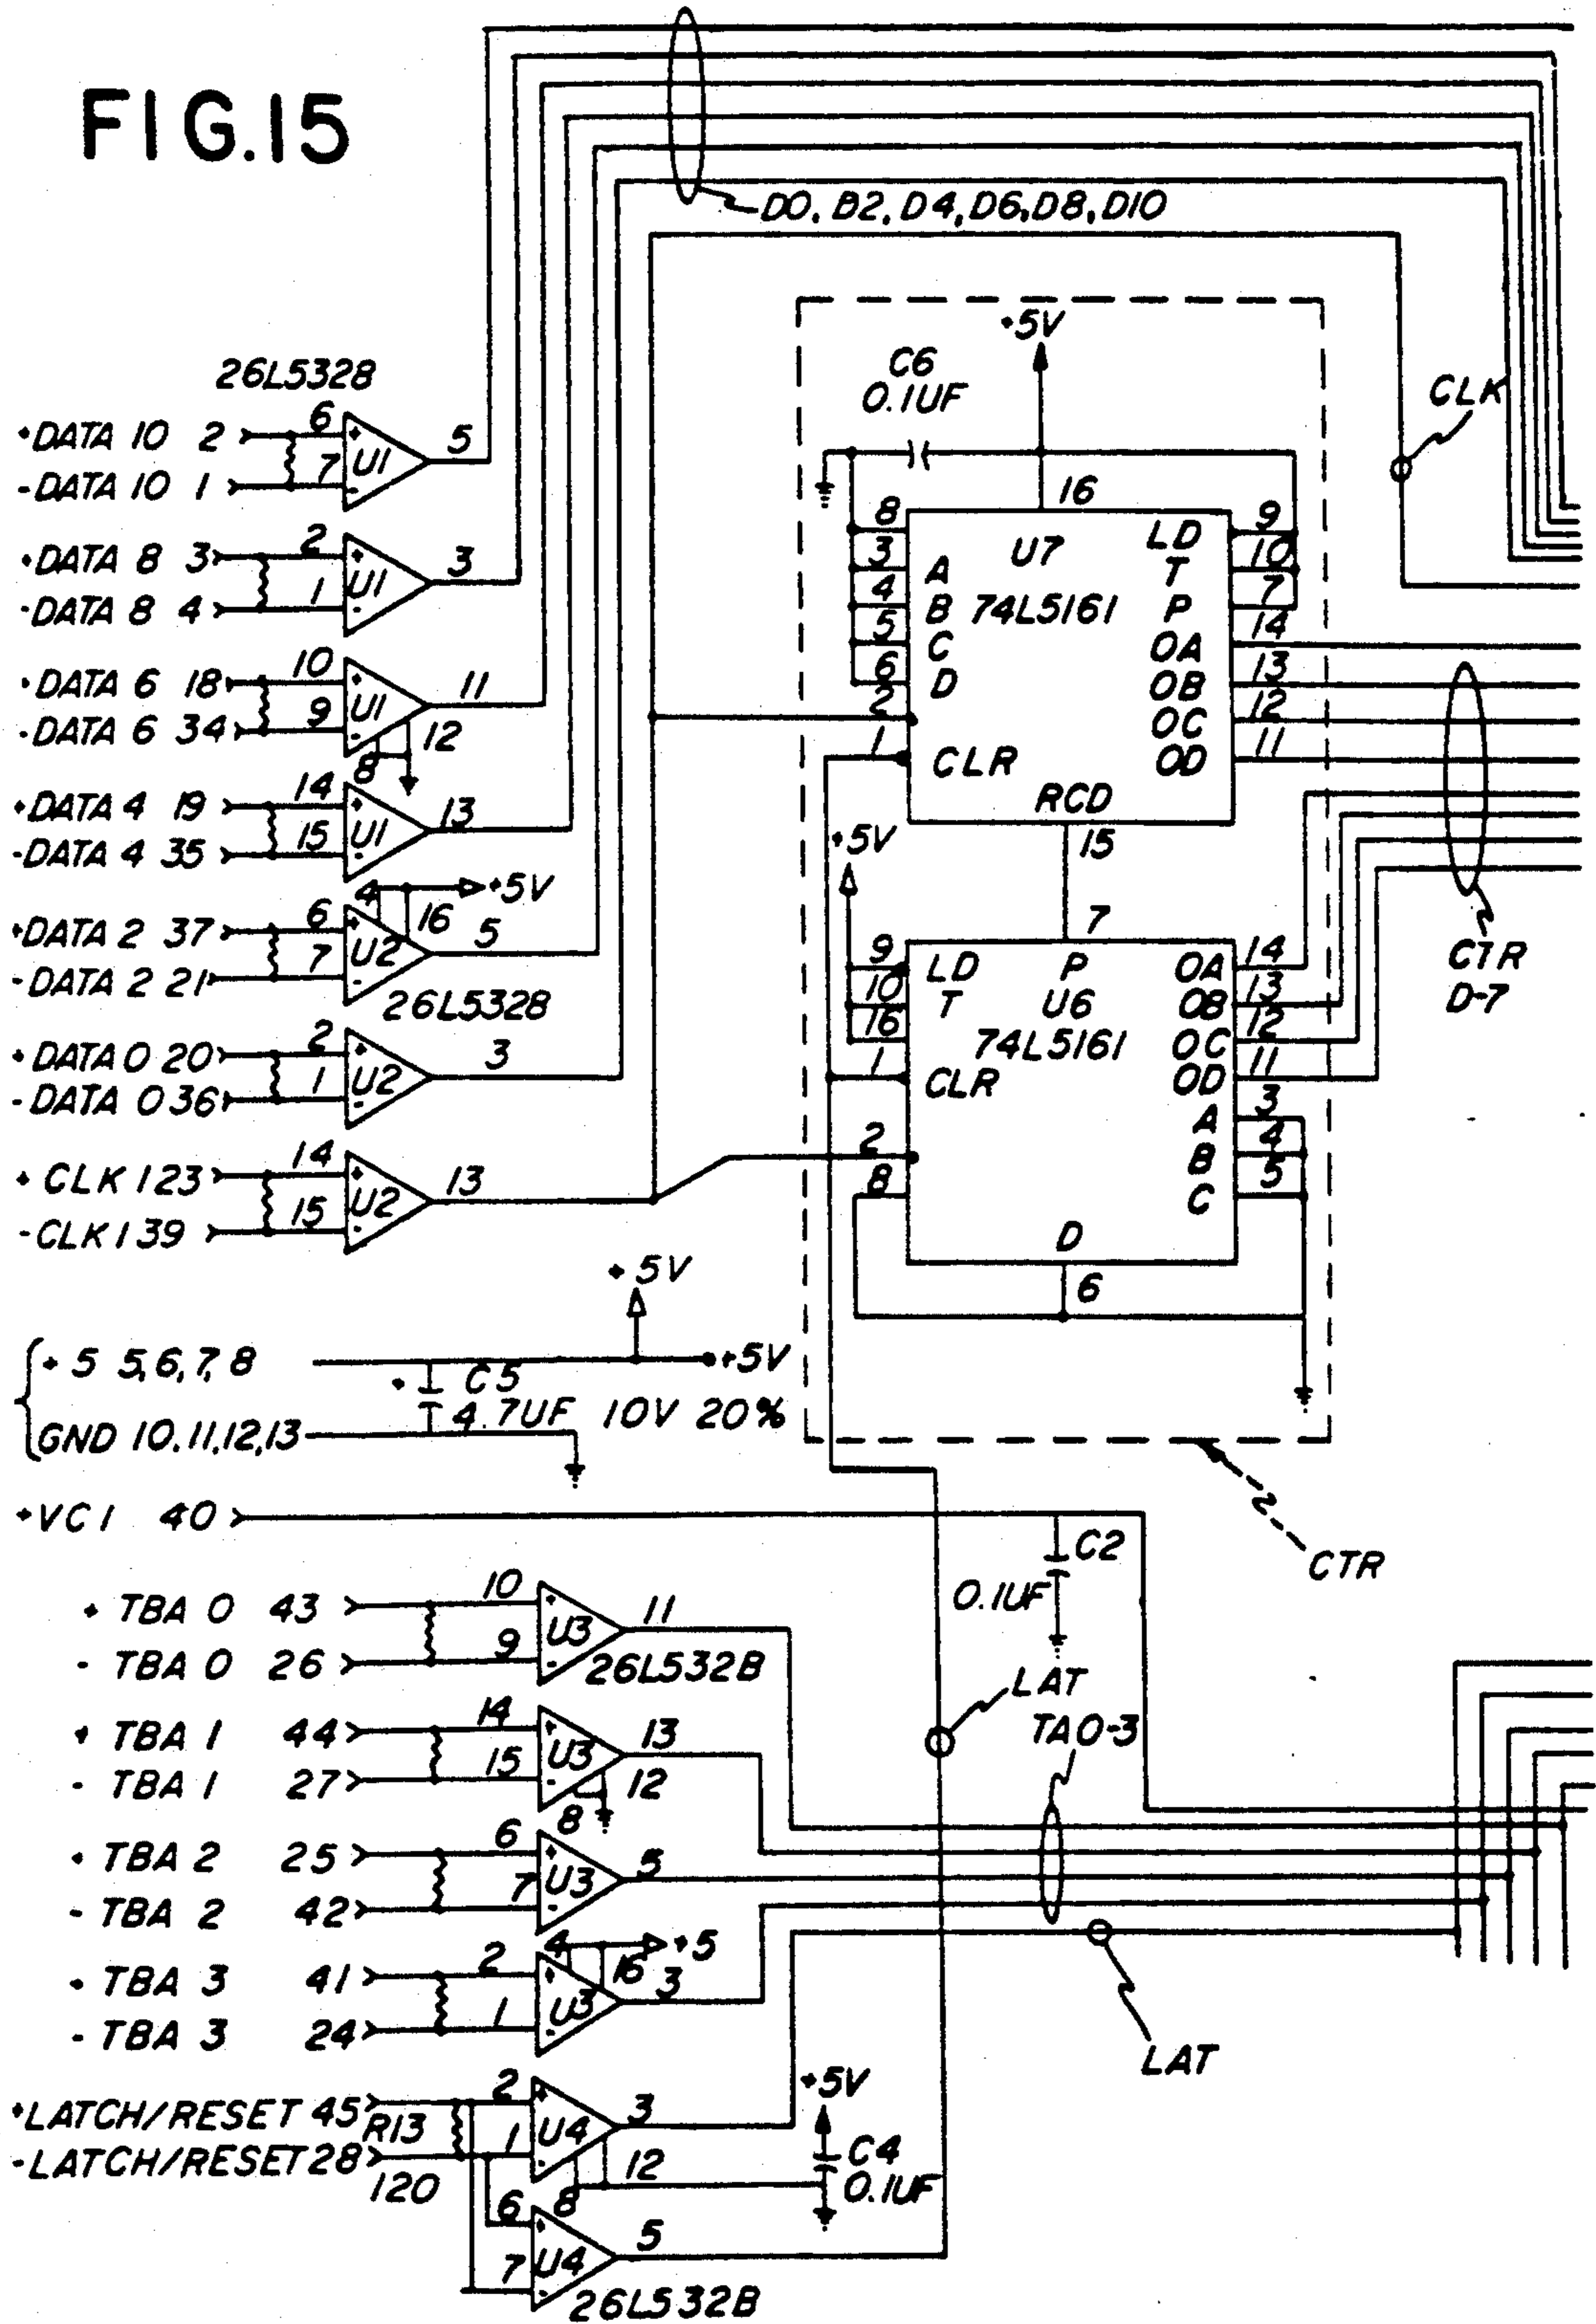 FIG.15
D0, B2, D4, D6, D8, D10
26L5328
+DATA 10 2 6 + U1 5
-DATA 10 1 7 -
+DATA 8 3 2 + U1 3
-DATA 8 4 1 -
+DATA 6 18 10 + U1 11
-DATA 6 34 9 - 12
8
+DATA 4 19 14 + U1 13
-DATA 4 35 15 -
4 +5V
16
+DATA 2 37 6 + U2 5
-DATA 2 21 7 -
26L5328
+DATA 0 20 2 + U2 3
-DATA 0 36 1 -
+ CLK 1 23 14 + U2 13
-CLK 1 39 15 -
+5V
C6
0.1UF
CLK
16
8 U7 LD 9
3 A T 10
4 B 74L5161 P 7
5 C OA 14
6 D OB 13
2 OC 12
1 CLR OD 11
RCD
15
+5V
7
9 LD P OA 14
10 T U6 OB 13
16 74L5161 OC 12
1 CLR OD 11
A 3
2 B 4
8 C 5
D
6
CTR
D-7
+5V
+ 5 5,6,7,8 +5V
+ C5
4.7UF 10V 20%
GND 10,11,12,13
CTR
+VC1 40
C2
0.1UF
+ TBA 0 43 10 + U3 11
- TBA 0 26 9 -
26L532B
+ TBA 1 44 14 + U3 13
- TBA 1 27 15 - 12
8
LAT
TA0-3
+ TBA 2 25 6 + U3 5
- TBA 2 42 7 -
4 +5
16
+ TBA 3 41 2 + U3 3
- TBA 3 24 1 -
LAT
+LATCH/RESET 45 R13 2 + U4 3
-LATCH/RESET 28 120 1 - 12
8
+5V
C4
0.1UF
6 + U4 5
7 -
26L532B